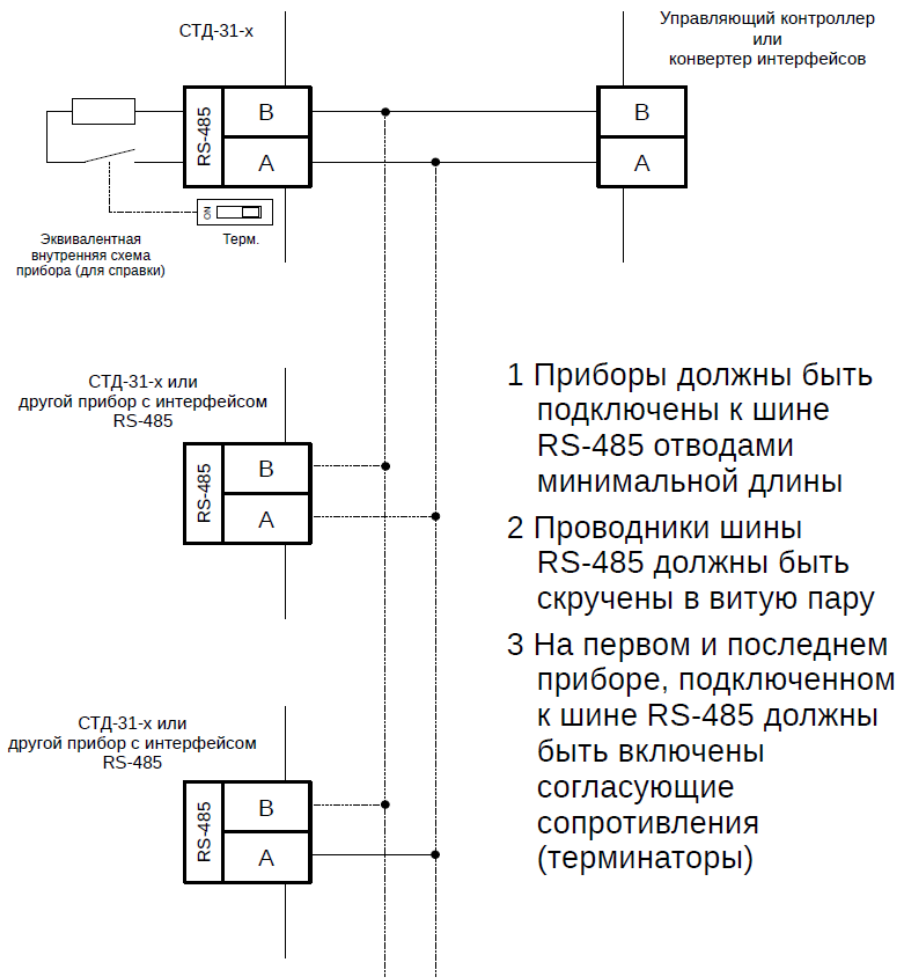 СТД-31-х
Управляющий контроллер
или
конвертер интерфейсов
RS-485
B
A
B
A
ON
Терм.
Эквивалентная
внутренняя схема
прибора (для справки)
СТД-31-х или
другой прибор с интерфейсом
RS-485
RS-485
B
A
1 Приборы должны быть
подключены к шине
RS-485 отводами
минимальной длины
2 Проводники шины
RS-485 должны быть
скручены в витую пару
3 На первом и последнем
приборе, подключенном
к шине RS-485 должны
быть включены
согласующие
сопротивления
(терминаторы)
СТД-31-х или
другой прибор с интерфейсом
RS-485
RS-485
B
A